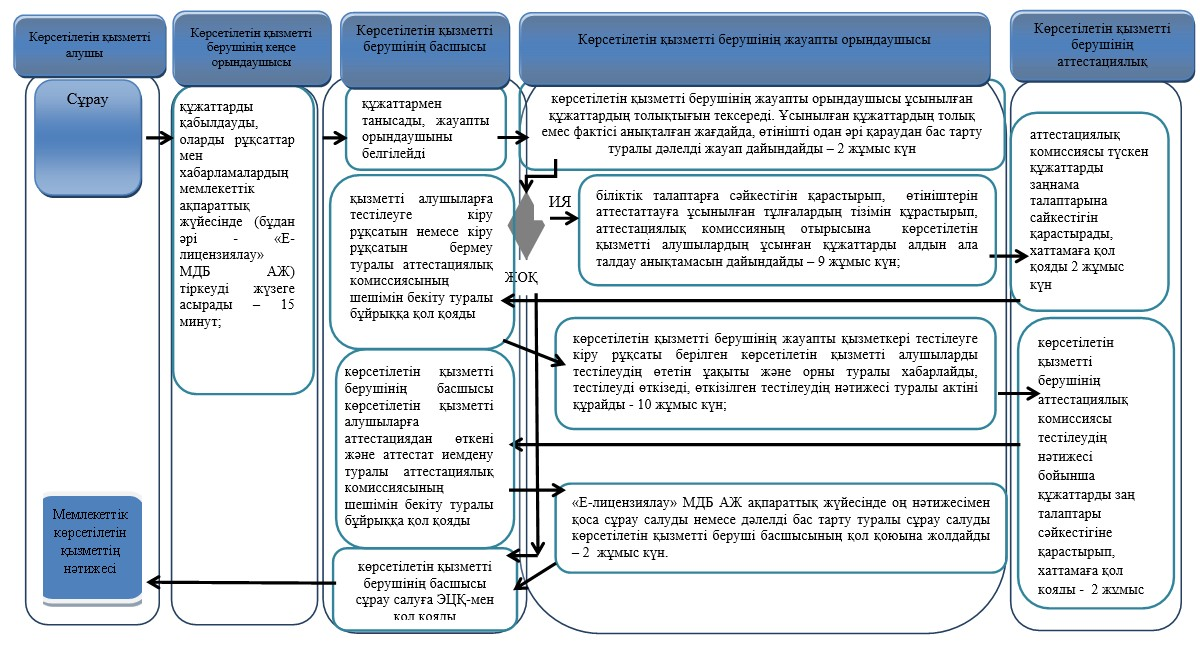 Көрсетілетін қызметті
алушы
Көрсетілетін қызметті
берушінің кеңсе
орындаушысы
Көрсетілетін қызметті
берушінің басшысы
Көрсетілетін қызметті берушінің жауапты орындаушысы
Көрсетілетін қызметті
берушінің
аттестациялық
Сұрау
құжаттарды
қабылдауды,
оларды рұқсаттар
мен
хабарламалардың
мемлекеттік
ақпараттық
жүйесінде (бұдан
әрі - «Е-
лицензиялау»
МДБ АЖ)
тіркеуді жүзеге
асырады – 15
минут;
құжаттармен
танысады, жауапты
орындаушыны
белгілейді
көрсетілетін қызметті берушінің жауапты орындаушысы ұсынылған
құжаттардың толықтығын тексереді. Ұсынылған құжаттардың толық
емес фактісі анықталған жағдайда, өтінішті одан әрі қараудан бас тарту
туралы дәлелді жауап дайындайды – 2 жұмыс күн
аттестациялық
комиссиясы түскен
құжаттарды
заңнама
талаптарына
сайкестігін
қарастырады,
хаттамаға қол
қояды 2 жұмыс
күн
қызметті алушыларға
тестілеуге кіру
рұқсатын немесе кіру
рұқсатын бермеу
туралы аттестациялық
комиссиясының
шешімін бекіту туралы
бұйрыққа қол қояды
ИЯ
біліктік талаптарға сәйкестігін қарастырып, өтініштерін
аттестаттауға ұсынылған тұлғалардың тізімін құрастырып,
аттестациялық комиссияның отырысына көрсетілетін
қызметті алушылардың ұсынған құжаттарды алдын ала
талдау анықтамасын дайындайды – 9 жұмыс күн;
ЖОҚ
көрсетілетін қызметті берушінің жауапты қызметкері тестілеуге
кіру рұқсаты берілген көрсетілетін қызметті алушыларды
тестілеудің өтетін уақыты және орны туралы хабарлайды,
тестілеуді өткізеді, өткізілген тестілеудің нәтижесі туралы актіні
құрайды - 10 жұмыс күн;
көрсетілетін
қызметті
берушінің
аттестациялық
комиссиясы
тестілеудің
нәтижесі
бойынша
құжаттарды заң
талаптары
сәйкестігіне
қарастырып,
хаттамаға қол
қояды - 2 жұмыс
көрсетілетін қызметті
берушінің басшысы
көрсетілетін қызметті
алушыларға
аттестациядан өткені
және аттестат иемдену
туралы аттестациялық
комиссиясының
шешімін бекіту туралы
бұйрыққа қол қояды
«Е-лицензиялау» МДБ АЖ ақпараттық жүйесінде оң нәтижесімен
қоса сұрау салуды немесе дәлелді бас тарту туралы сұрау салуды
көрсетілетін қызметті беруші басшысының қол қоюына жолдайды
– 2 жұмыс күн.
көрсетілетін қызметті
берушінің басшысы
сұрау салуға ЭЦҚ-мен
қол қояды
Мемлекеттік
көрсетілетін
қызметтің
нәтижесі